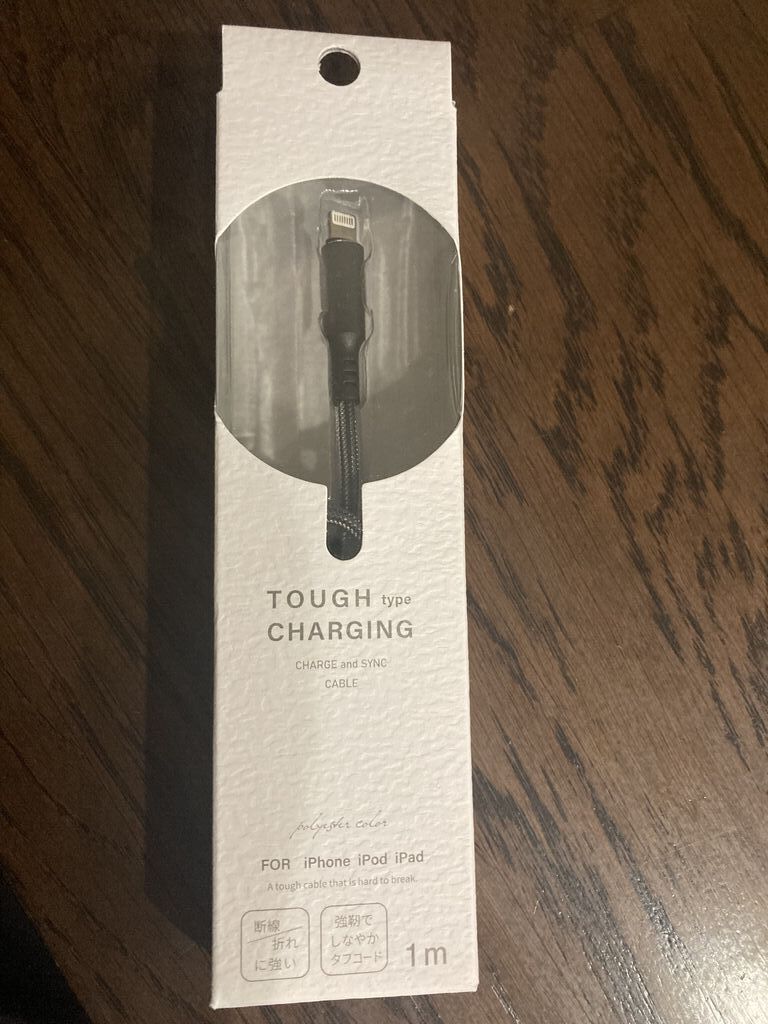 TOUGH type
CHARGING
CHARGE and SYNC
CABLE
polyester color
FOR iPhone iPod iPad
A tough cable that is hard to break.
断線
折れ
に強い
強靭で
しなやか
タフコード
1m